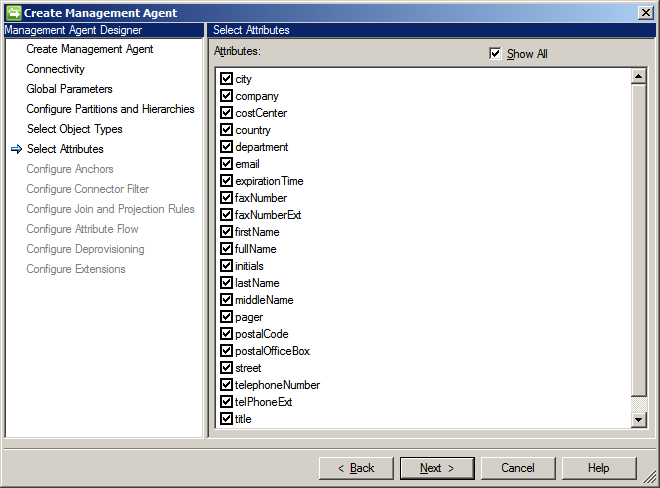 Create Management Agent
Management Agent Designer
Create Management Agent
Connectivity
Global Parameters
Configure Partitions and Hierarchies
Select Object Types
Select Attributes
Configure Anchors
Configure Connector Filter
Configure Join and Projection Rules
Configure Attribute Flow
Configure Deprovisioning
Configure Extensions
Select Attributes
Attributes:
Show All
city
company
costCenter
country
department
email
expirationTime
faxNumber
faxNumberExt
firstName
fullName
initials
lastName
middleName
pager
postalCode
postalOfficeBox
street
telephoneNumber
telPhoneExt
title
< Back
Next >
Cancel
Help